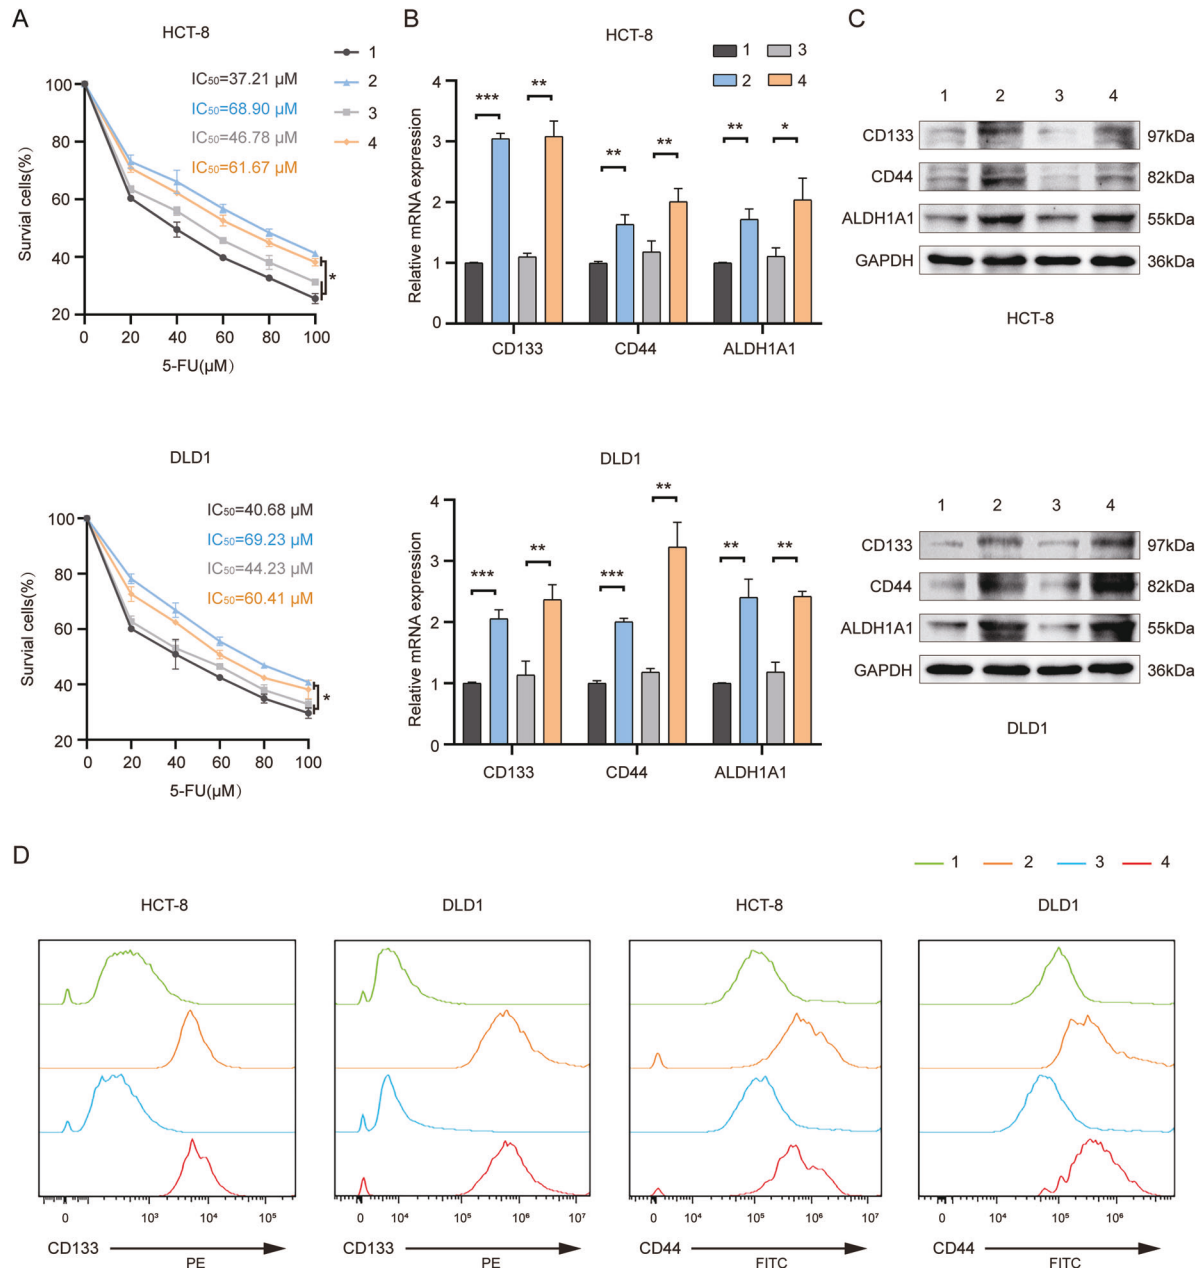 A
HCT-8
1
2
3
4
IC50=37.21 μM
IC50=68.90 μM
IC50=46.78 μM
IC50=61.67 μM
Survial cells(%)
100
80
60
40
20
*
0 20 40 60 80 100
5-FU(μM)
B
HCT-8
1 3
2 4
Relative mRNA expression
4
3
2
1
0
*** ** ** ** ** *
CD133 CD44 ALDH1A1
C
1 2 3 4
CD133 97kDa
CD44 82kDa
ALDH1A1 55kDa
GAPDH 36kDa
HCT-8
DLD1
IC50=40.68 μM
IC50=69.23 μM
IC50=44.23 μM
IC50=60.41 μM
Survial cells(%)
100
80
60
40
20
*
0 20 40 60 80 100
5-FU(μM)
DLD1
Relative mRNA expression
4
3
2
1
0
*** ** *** ** ** **
CD133 CD44 ALDH1A1
1 2 3 4
CD133 97kDa
CD44 82kDa
ALDH1A1 55kDa
GAPDH 36kDa
DLD1
D
1 2 3 4
HCT-8 DLD1 HCT-8 DLD1
0 10³ 10⁴ 10⁵
0 10⁴ 10⁵ 10⁶ 10⁷
0 10⁴ 10⁵ 10⁶ 10⁷
0 10⁴ 10⁵ 10⁶
CD133 PE
CD133 PE
CD44 FITC
CD44 FITC